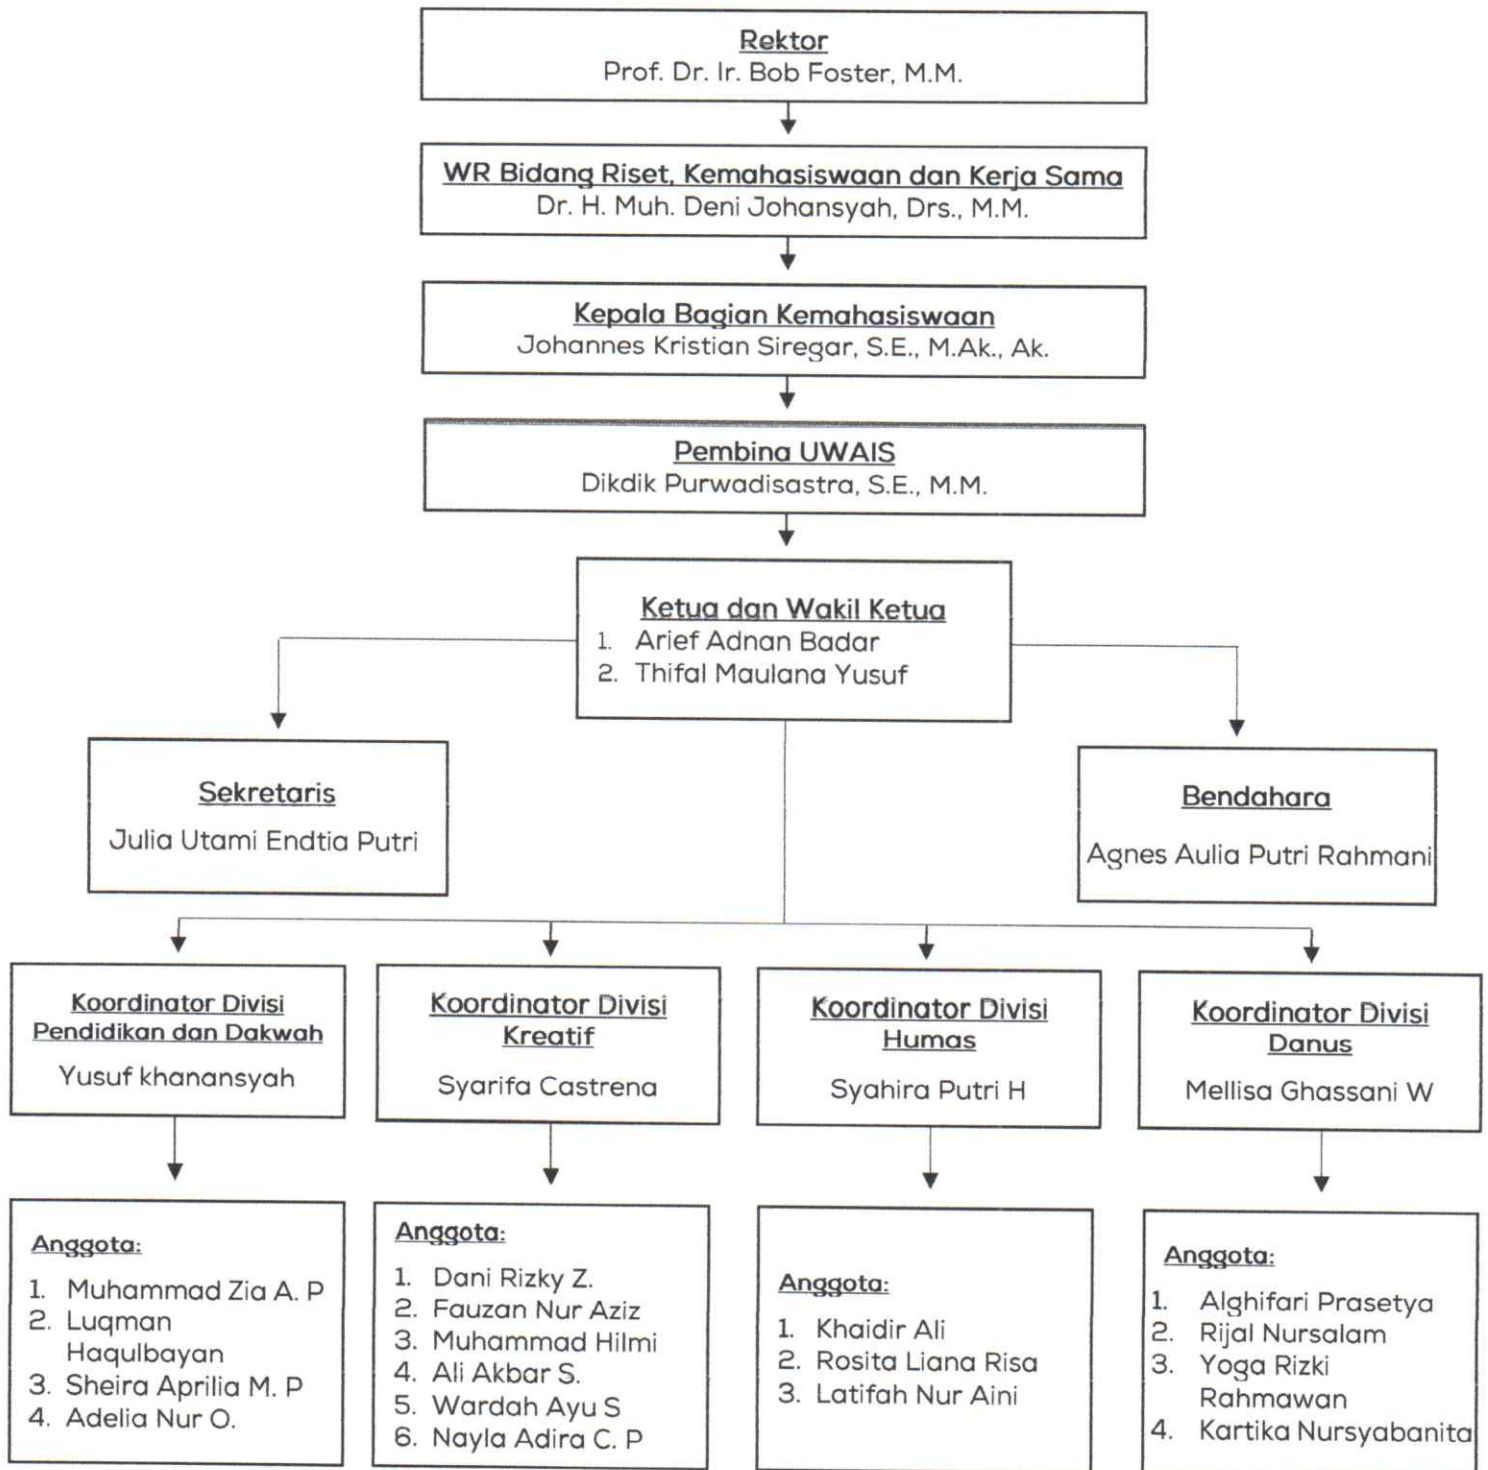 Rektor
Prof. Dr. Ir. Bob Foster, M.M.
WR Bidang Riset, Kemahasiswaan dan Kerja Sama
Dr. H. Muh. Deni Johansyah, Drs., M.M.
Kepala Bagian Kemahasiswaan
Johannes Kristian Siregar, S.E., M.Ak., Ak.
Pembina UWAIS
Dikdik Purwadisastra, S.E., M.M.
Ketua dan Wakil Ketua
1. Arief Adnan Badar
2. Thifal Maulana Yusuf
Sekretaris
Julia Utami Endtia Putri
Bendahara
Agnes Aulia Putri Rahmani
Koordinator Divisi
Pendidikan dan Dakwah
Yusuf khanansyah
Koordinator Divisi
Kreatif
Syarifa Castrena
Koordinator Divisi
Humas
Syahira Putri H
Koordinator Divisi
Danus
Mellisa Ghassani W
Anggota:
1. Muhammad Zia A. P
2. Luqman
Haqulbayan
3. Sheira Aprilia M. P
4. Adelia Nur O.
Anggota:
1. Dani Rizky Z.
2. Fauzan Nur Aziz
3. Muhammad Hilmi
4. Ali Akbar S.
5. Wardah Ayu S
6. Nayla Adira C. P
Anggota:
1. Khaidir Ali
2. Rosita Liana Risa
3. Latifah Nur Aini
Anggota:
1. Alghifari Prasetya
2. Rijal Nursalam
3. Yoga Rizki
Rahmawan
4. Kartika Nursyabanita